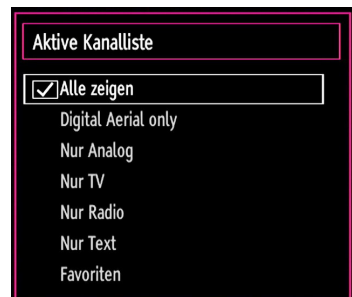 Aktive Kanalliste
Alle zeigen
Digital Aerial only
Nur Analog
Nur TV
Nur Radio
Nur Text
Favoriten